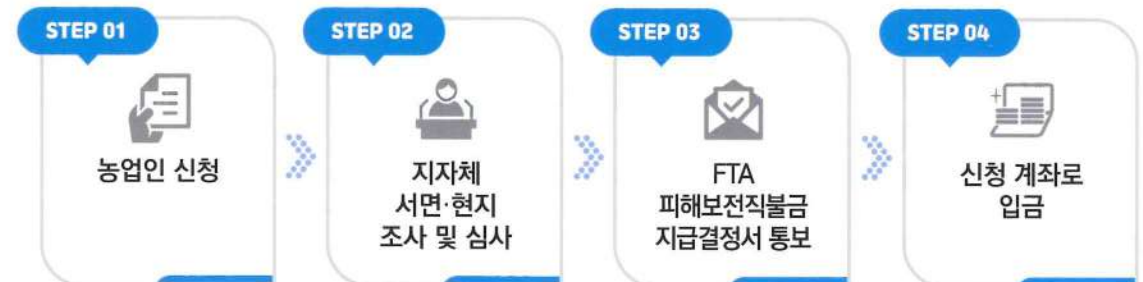 STEP 01
농업인 신청
STEP 02
지자체
서면·현지
조사 및 심사
STEP 03
FTA
피해보전직불금
지급결정서 통보
STEP 04
신청 계좌로
입금